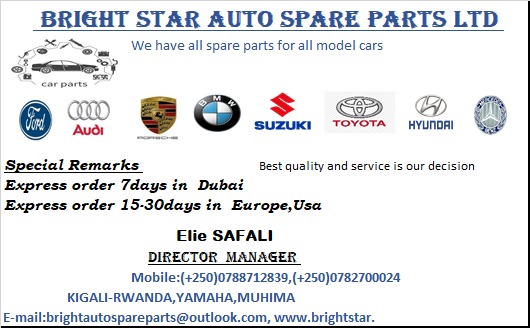 BRIGHT STAR AUTO SPARE PARTS LTD
We have all spare parts for all model cars
car parts
Ford Audi PORSCHE BMW SUZUKI TOYOTA HYUNDAI
Special Remarks Best quality and service is our decision
Express order 7days in Dubai
Express order 15-30days in Europe,Usa
Elie SAFALI
DIRECTOR MANAGER
Mobile:(+250)0788712839,(+250)0782700024
KIGALI-RWANDA,YAMAHA,MUHIMA
E-mail:brightautospareparts@outlook.com, www.brightstar.